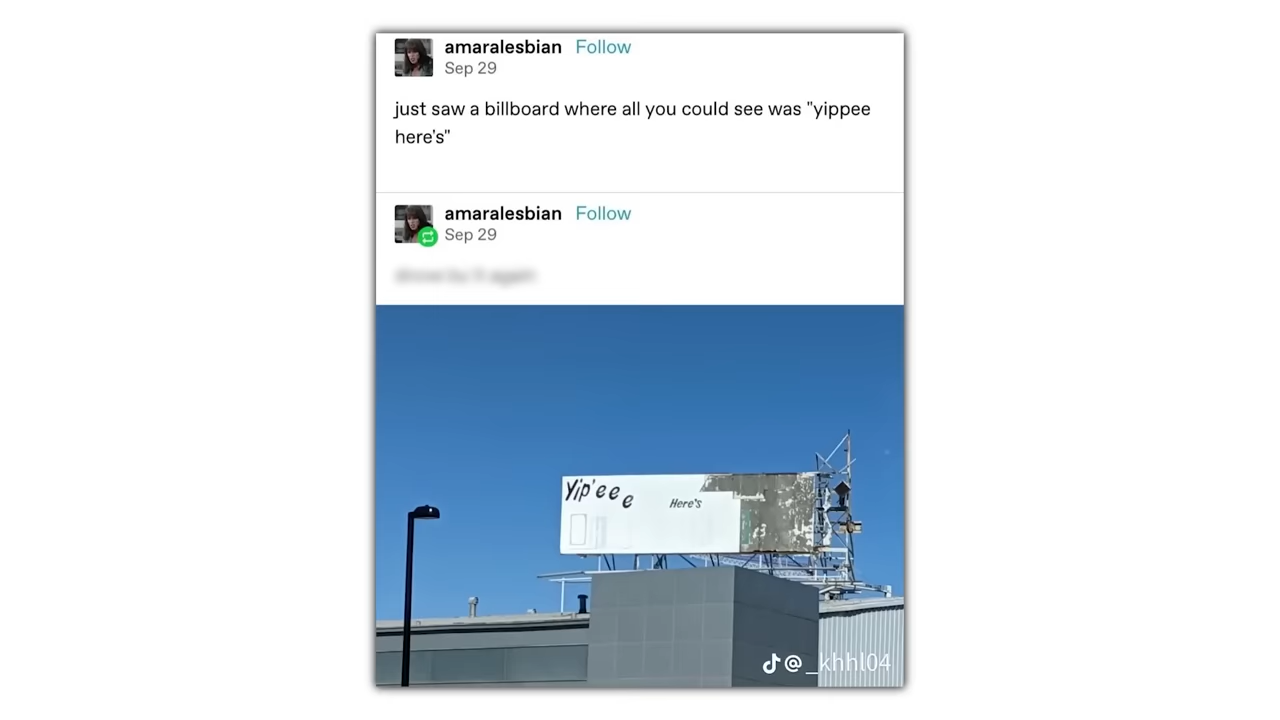 amaralesbian Follow
Sep 29
just saw a billboard where all you could see was "yippee
here's"
amaralesbian Follow
Sep 29
Yip'eee
Here's
@_khhl04